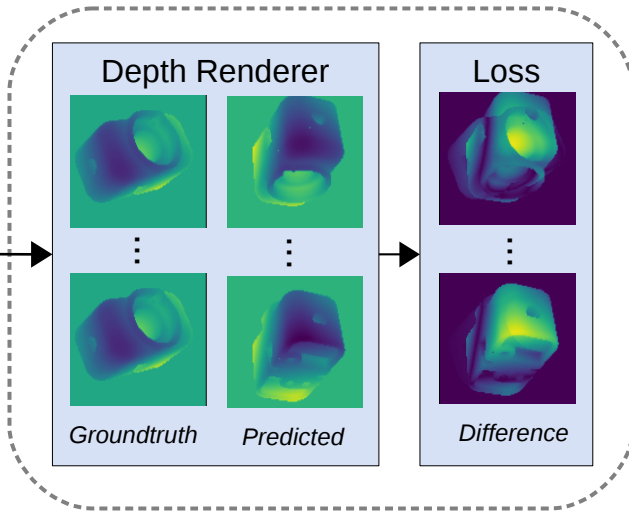 Depth Renderer
Loss
Groundtruth
Predicted
Difference